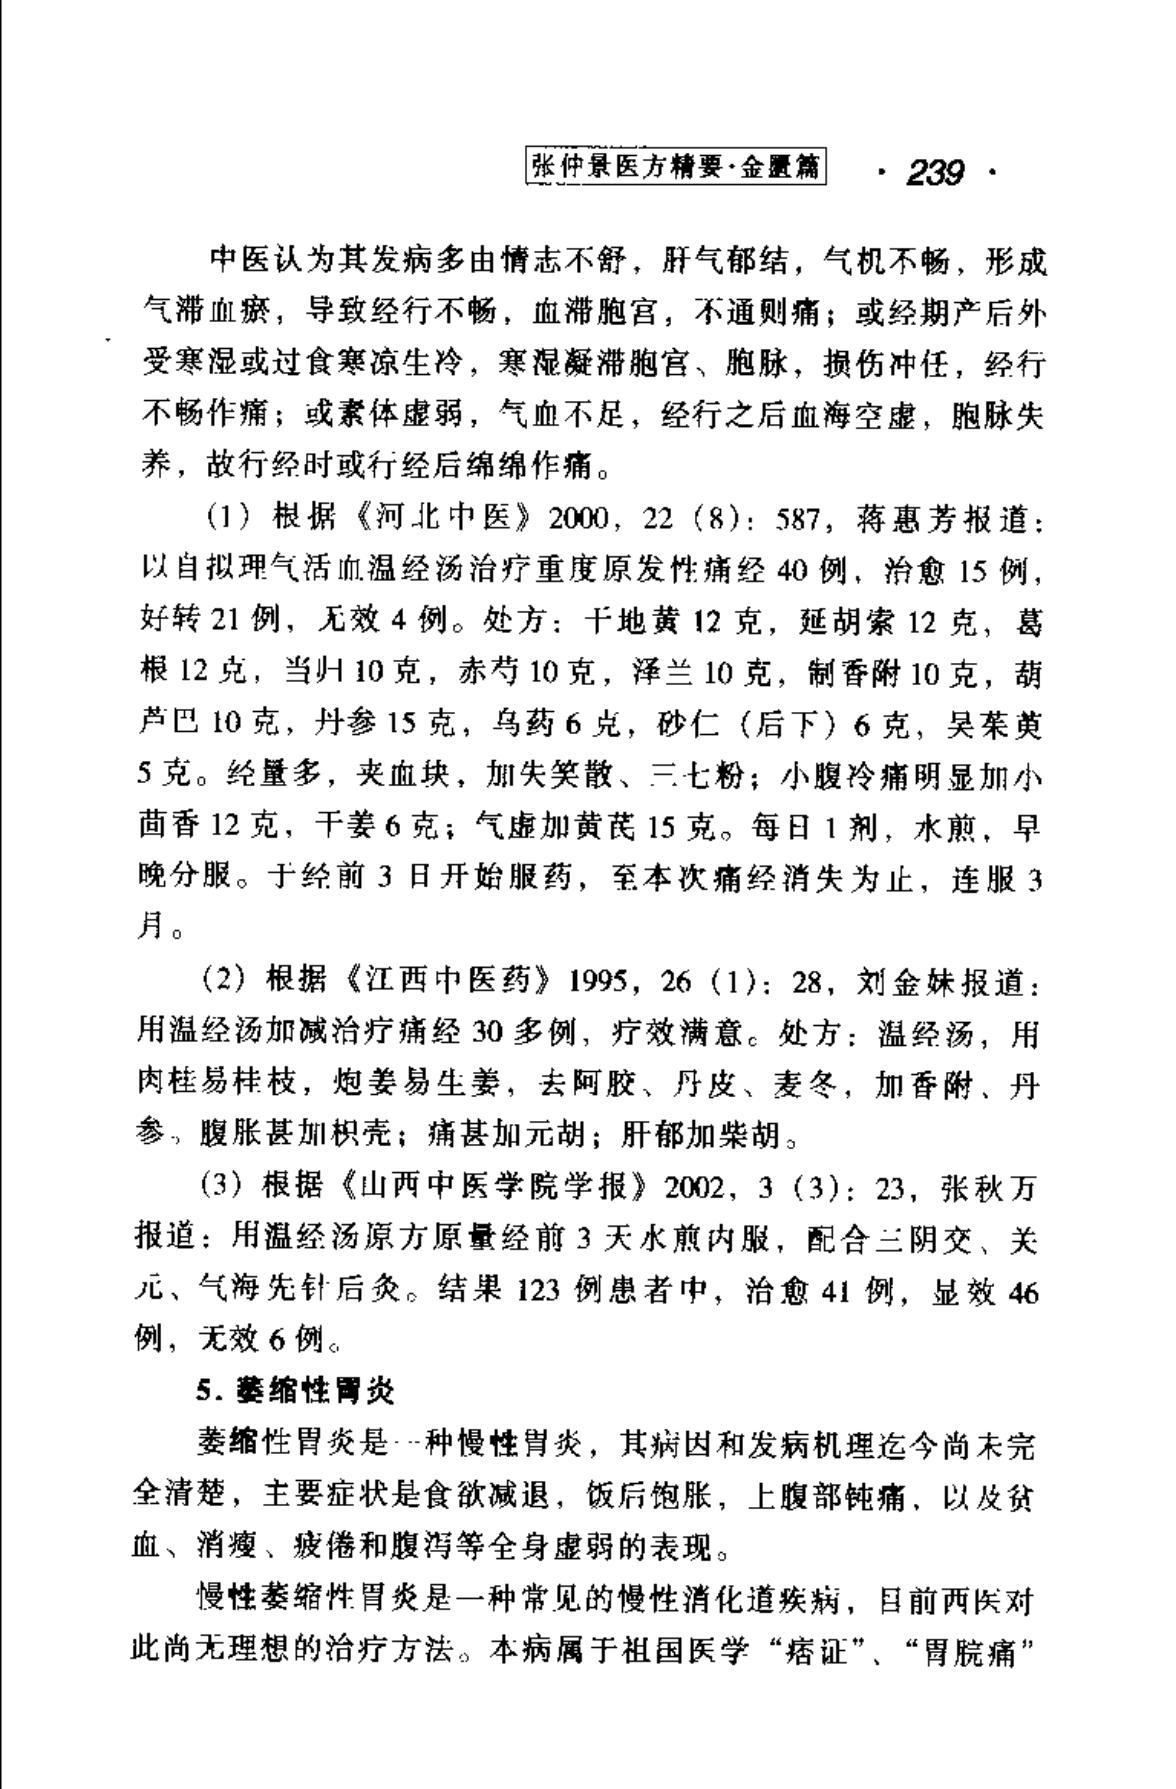 张仲景医方精要·金匮篇 · 239 ·
中医认为其发病多由情志不舒，肝气郁结，气机不畅，形成
气滞血瘀，导致经行不畅，血滞胞宫，不通则痛；或经期产后外
受寒湿或过食寒凉生冷，寒湿凝滞胞宫、胞脉，损伤冲任，经行
不畅作痛；或素体虚弱，气血不足，经行之后血海空虚，胞脉失
养，故行经时或行经后绵绵作痛。
（1）根据《河北中医》2000，22（8）：587，蒋惠芳报道：
以自拟理气活血温经汤治疗重度原发性痛经 40 例，治愈 15 例，
好转 21 例，无效 4 例。处方：干地黄 12 克，延胡索 12 克，葛
根 12 克，当归 10 克，赤芍 10 克，泽兰 10 克，制香附 10 克，葫
芦巴 10 克，丹参 15 克，乌药 6 克，砂仁（后下）6 克，吴茱萸
5 克。经量多，夹血块，加失笑散、三七粉；小腹冷痛明显加小
茴香 12 克，干姜 6 克；气虚加黄芪 15 克。每日 1 剂，水煎，早
晚分服。于经前 3 日开始服药，至本次痛经消失为止，连服 3
月。
（2）根据《江西中医药》1995，26（1）：28，刘金妹报道：
用温经汤加减治疗痛经 30 多例，疗效满意。处方：温经汤，用
肉桂易桂枝，炮姜易生姜，去阿胶、丹皮、麦冬，加香附、丹
参。腹胀甚加枳壳；痛甚加元胡；肝郁加柴胡。
（3）根据《山西中医学院学报》2002，3（3）：23，张秋万
报道：用温经汤原方原量经前 3 天水煎内服，配合三阴交、关
元、气海先针后灸。结果 123 例患者中，治愈 41 例，显效 46
例，无效 6 例。
5. 萎缩性胃炎
萎缩性胃炎是一种慢性胃炎，其病因和发病机理迄今尚未完
全清楚，主要症状是食欲减退，饭后饱胀，上腹部钝痛，以及贫
血、消瘦、疲倦和腹泻等全身虚弱的表现。
慢性萎缩性胃炎是一种常见的慢性消化道疾病，目前西医对
此尚无理想的治疗方法。本病属于祖国医学“痞证”、“胃脘痛”